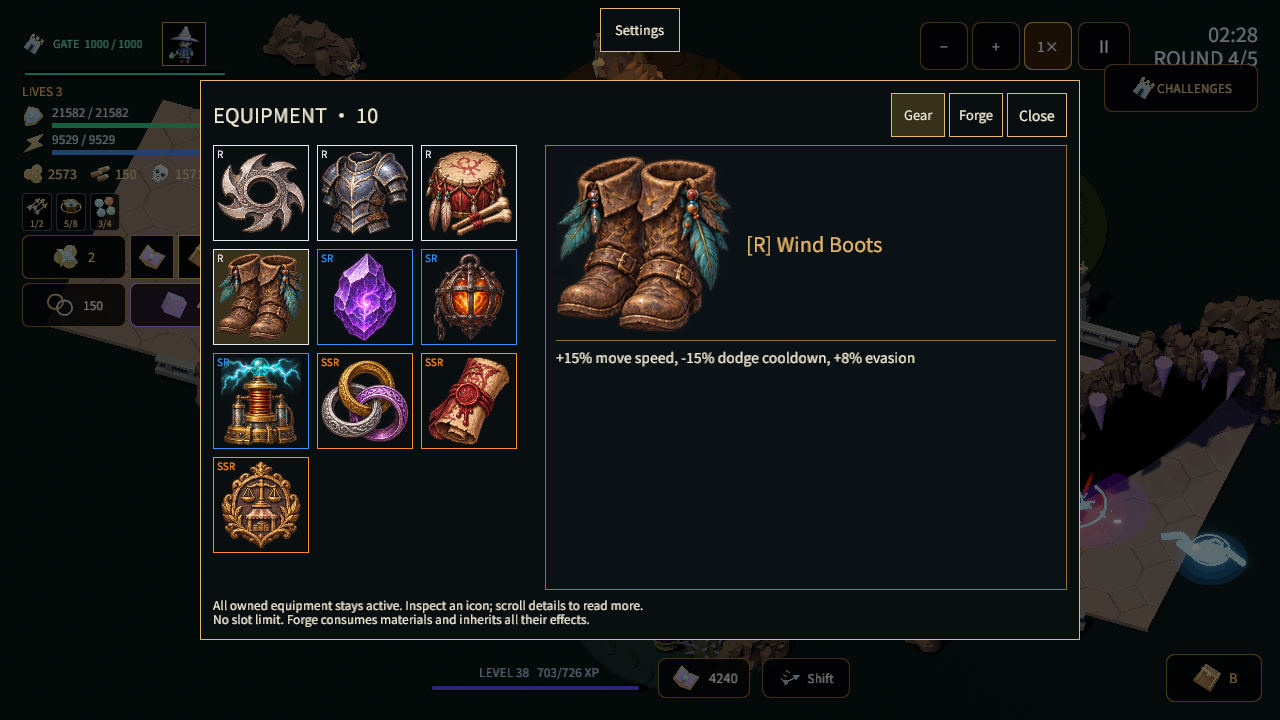 Settings
GATE 1000 / 1000
− + 1× II
02:28
ROUND 4/5
CHALLENGES
LIVES 3
21582 / 21582
9529 / 9529
2573 150 1571
1/2 5/8 3/4
2
150
EQUIPMENT • 10
Gear Forge Close
R R R
R SR SR
SR SSR SSR
SSR
[R] Wind Boots
+15% move speed, -15% dodge cooldown, +8% evasion
All owned equipment stays active. Inspect an icon; scroll details to read more.
No slot limit. Forge consumes materials and inherits all their effects.
LEVEL 38 703/726 XP
4240
Shift
B